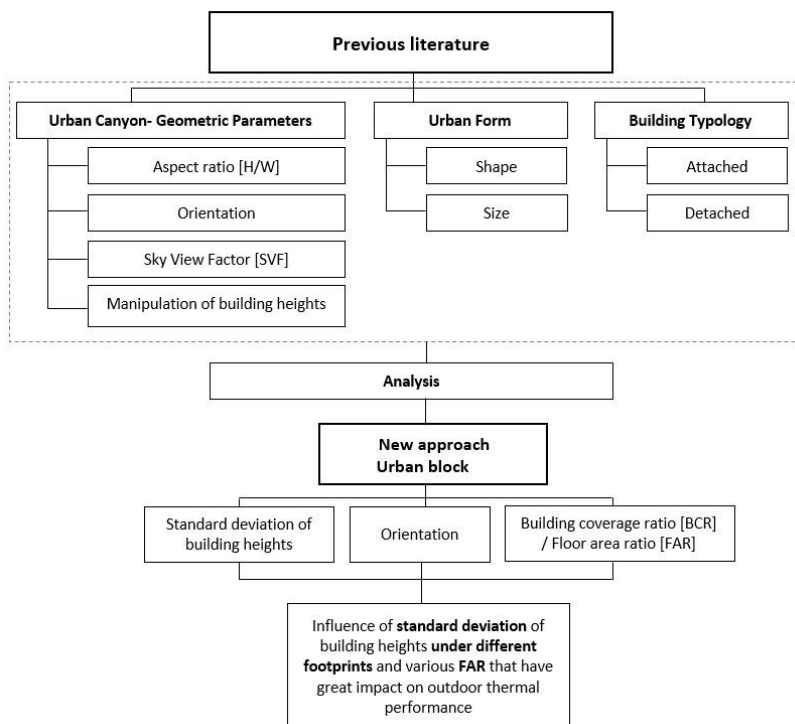 Previous literature
Urban Canyon- Geometric Parameters
Aspect ratio [H/W]
Orientation
Sky View Factor [SVF]
Manipulation of building heights
Urban Form
Shape
Size
Building Typology
Attached
Detached
Analysis
New approach
Urban block
Standard deviation of
building heights
Orientation
Building coverage ratio [BCR]
/ Floor area ratio [FAR]
Influence of standard deviation of
building heights under different
footprints and various FAR that have
great impact on outdoor thermal
performance